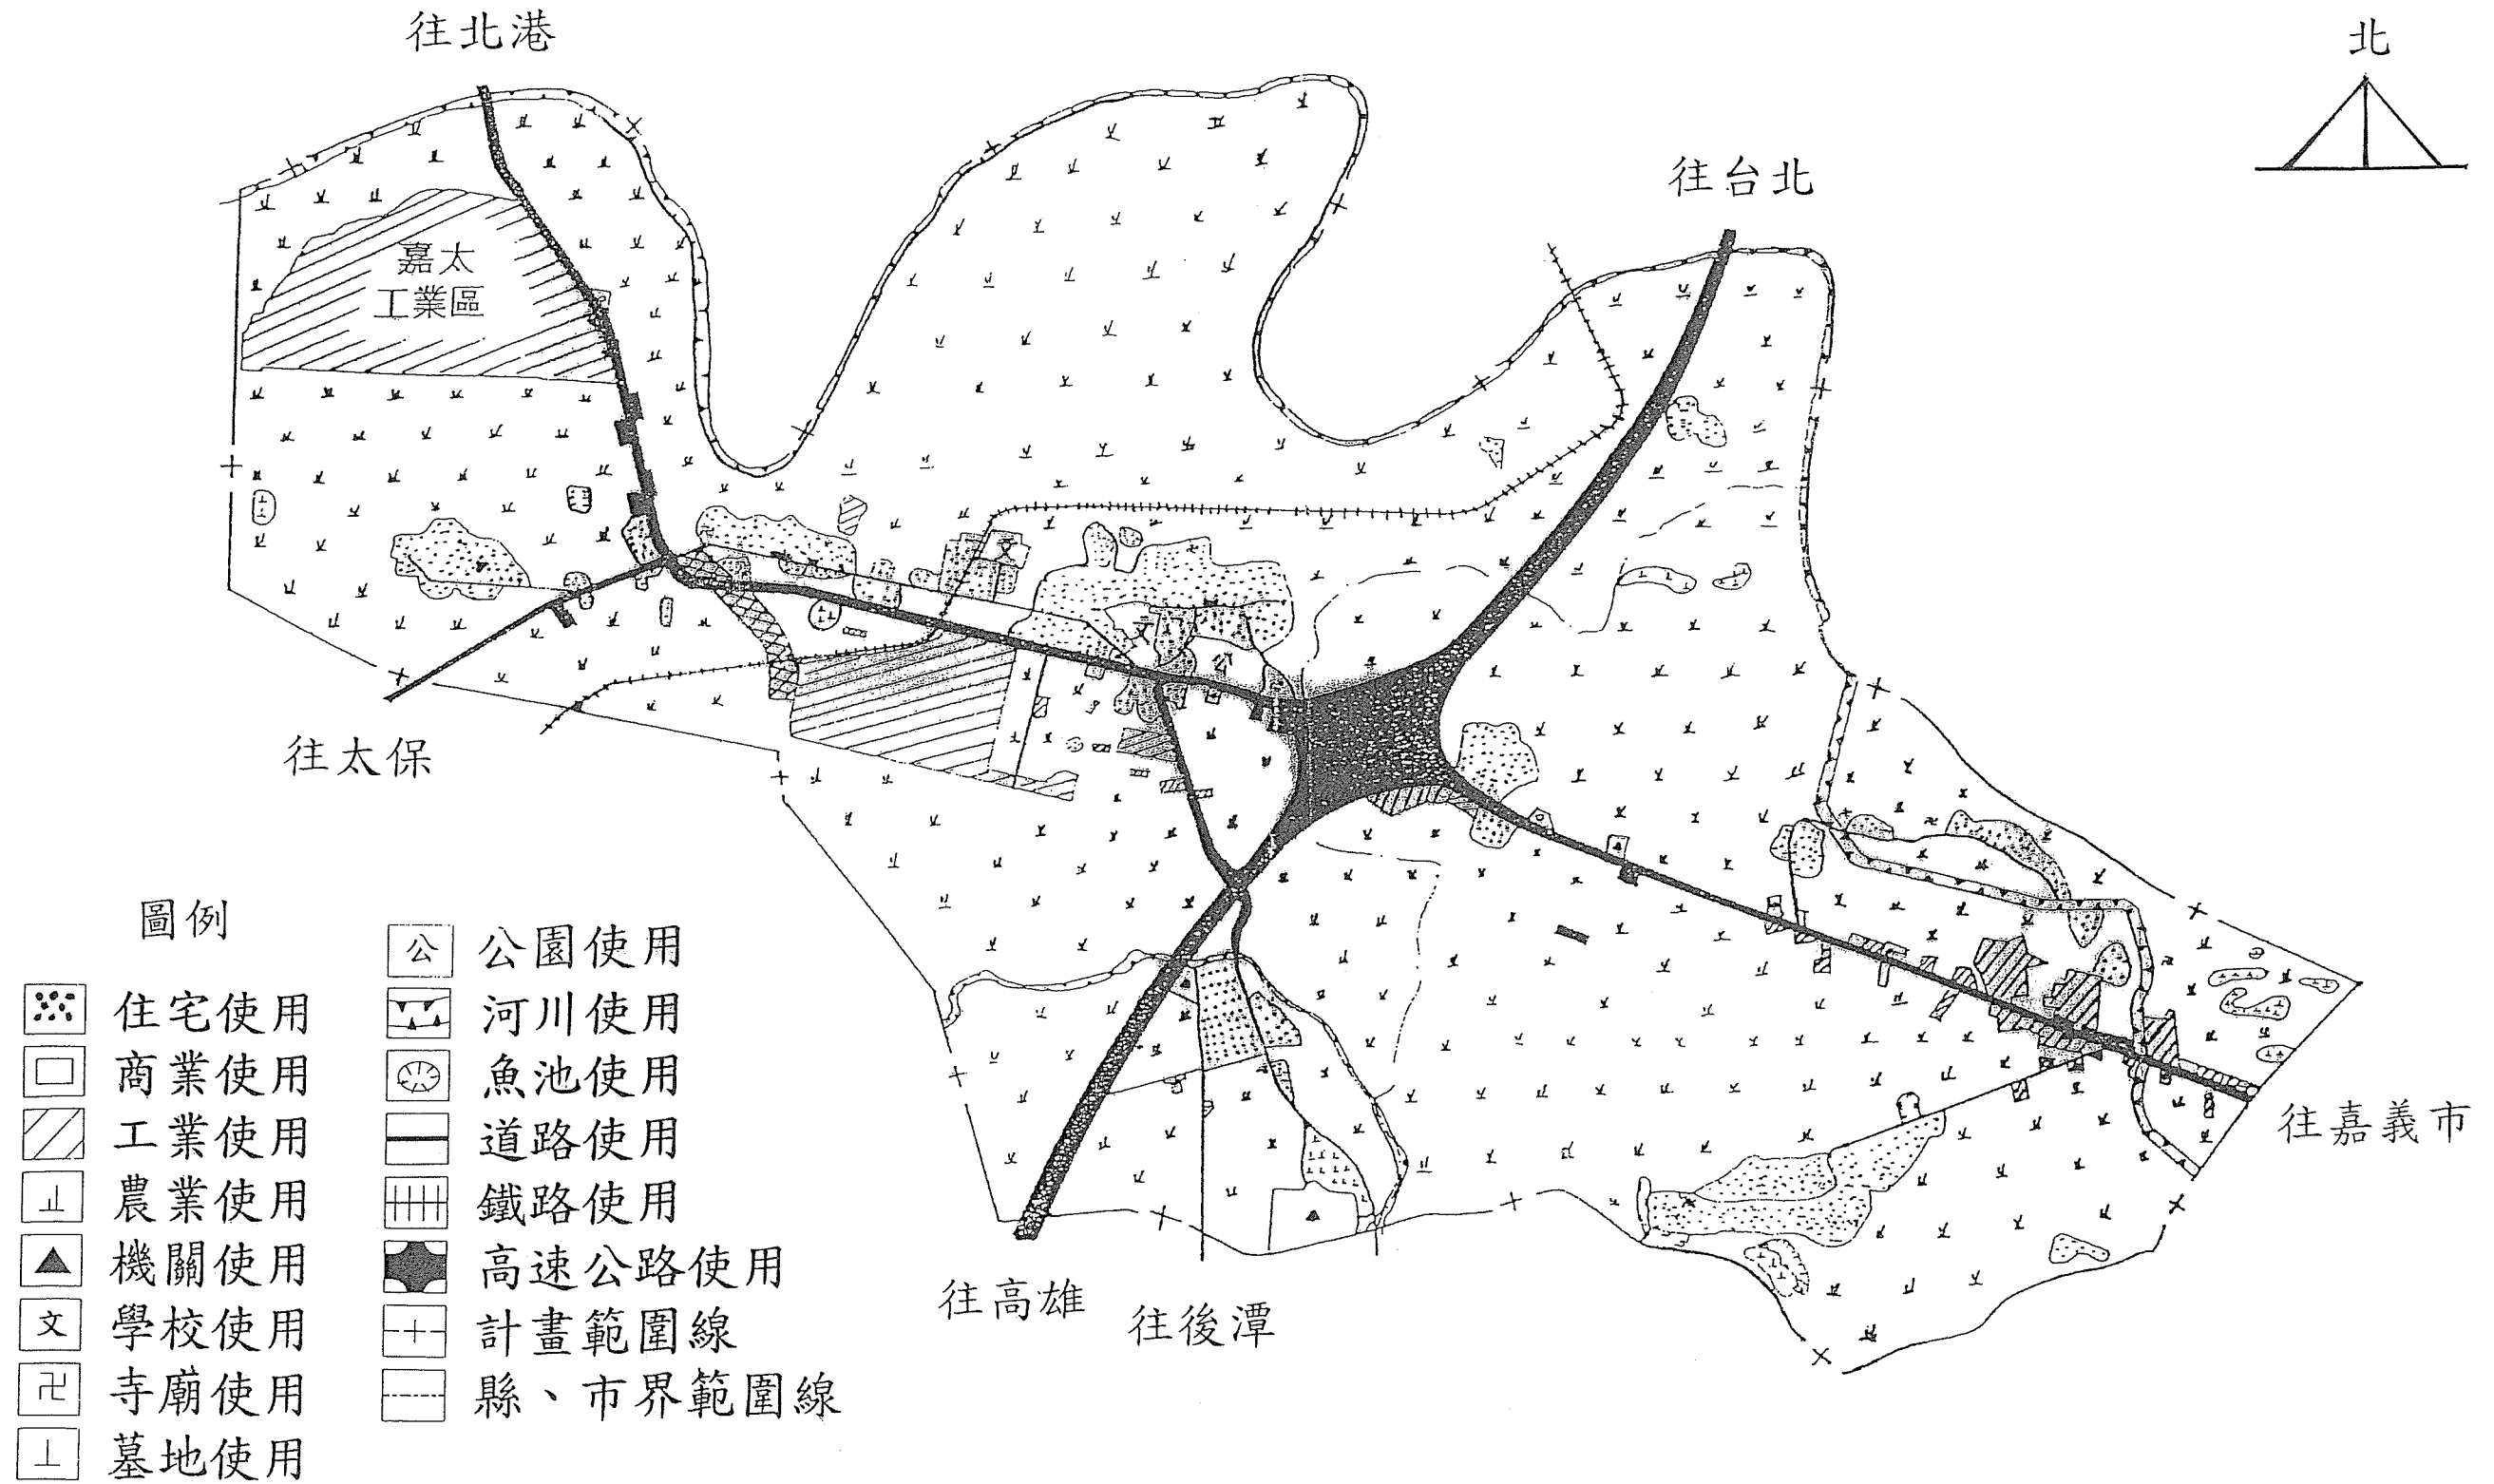 往北港
北
往台北
嘉太
工業區
文
文
往太保
圖例
住宅使用
商業使用
工業使用
農業使用
機關使用
文
學校使用
卍
寺廟使用
墓地使用
公
公園使用
河川使用
魚池使用
道路使用
鐵路使用
高速公路使用
計畫範圍線
縣、市界範圍線
往嘉義市
往高雄
往後潭